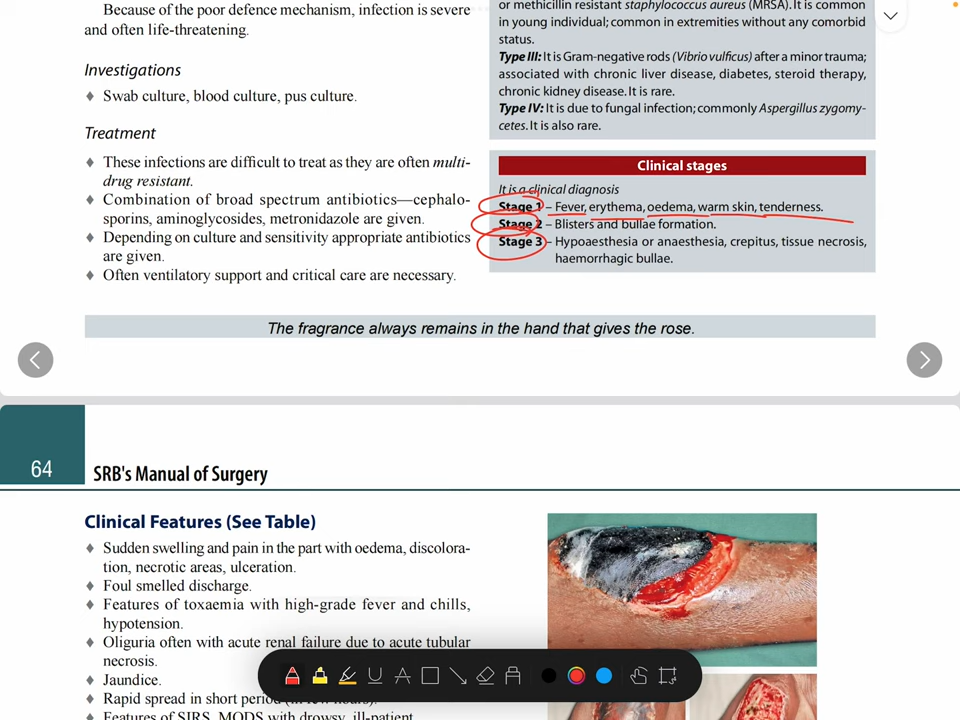 Because of the poor defence mechanism, infection is severe
and often life-threatening.
Investigations
♦ Swab culture, blood culture, pus culture.
Treatment
♦ These infections are difficult to treat as they are often multi-
drug resistant.
♦ Combination of broad spectrum antibiotics—cephalo-
sporins, aminoglycosides, metronidazole are given.
♦ Depending on culture and sensitivity appropriate antibiotics
are given.
♦ Often ventilatory support and critical care are necessary.
or methicillin resistant staphylococcus aureus (MRSA). It is common
in young individual; common in extremities without any comorbid
status.
Type III: It is Gram-negative rods (Vibrio vulficus) after a minor trauma;
associated with chronic liver disease, diabetes, steroid therapy,
chronic kidney disease. It is rare.
Type IV: It is due to fungal infection; commonly Aspergillus zygomy-
cetes. It is also rare.
Clinical stages
It is a clinical diagnosis
Stage 1 – Fever, erythema, oedema, warm skin, tenderness.
Stage 2 – Blisters and bullae formation.
Stage 3 – Hypoaesthesia or anaesthesia, crepitus, tissue necrosis,
haemorrhagic bullae.
The fragrance always remains in the hand that gives the rose.
64
SRB's Manual of Surgery
Clinical Features (See Table)
♦ Sudden swelling and pain in the part with oedema, discolora-
tion, necrotic areas, ulceration.
♦ Foul smelled discharge.
♦ Features of toxaemia with high-grade fever and chills,
hypotension.
♦ Oliguria often with acute renal failure due to acute tubular
necrosis.
♦ Jaundice.
♦ Rapid spread in short period
♦ Features of SIRS, MODS with drowsy, ill-patient